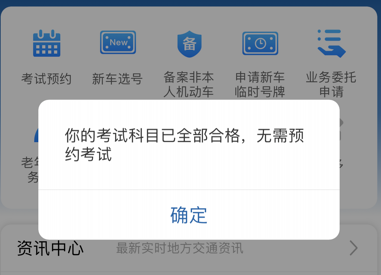 New
备
考试预约
新车选号
备案非本
人机动车
申请新车
临时号牌
业务委托
申请
你的考试科目已全部合格，无需预
约考试
老
务
确定
资讯中心
最新实时地方交通资讯